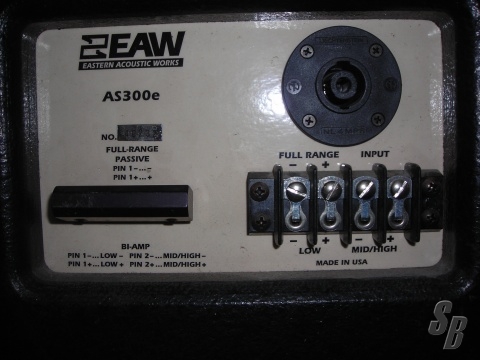 EAW
EASTERN ACOUSTIC WORKS
AS300e
NO.
FULL-RANGE
PASSIVE
PIN 1–...–
PIN 1+...+
BI-AMP
PIN 1–...LOW– PIN 2–...MID/HIGH–
PIN 1+...LOW+ PIN 2+...MID/HIGH+
FULL RANGE INPUT
– +
– + – +
LOW MID/HIGH
MADE IN USA
SB